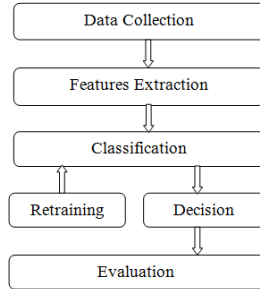 Data Collection
Features Extraction
Classification
Retraining
Decision
Evaluation